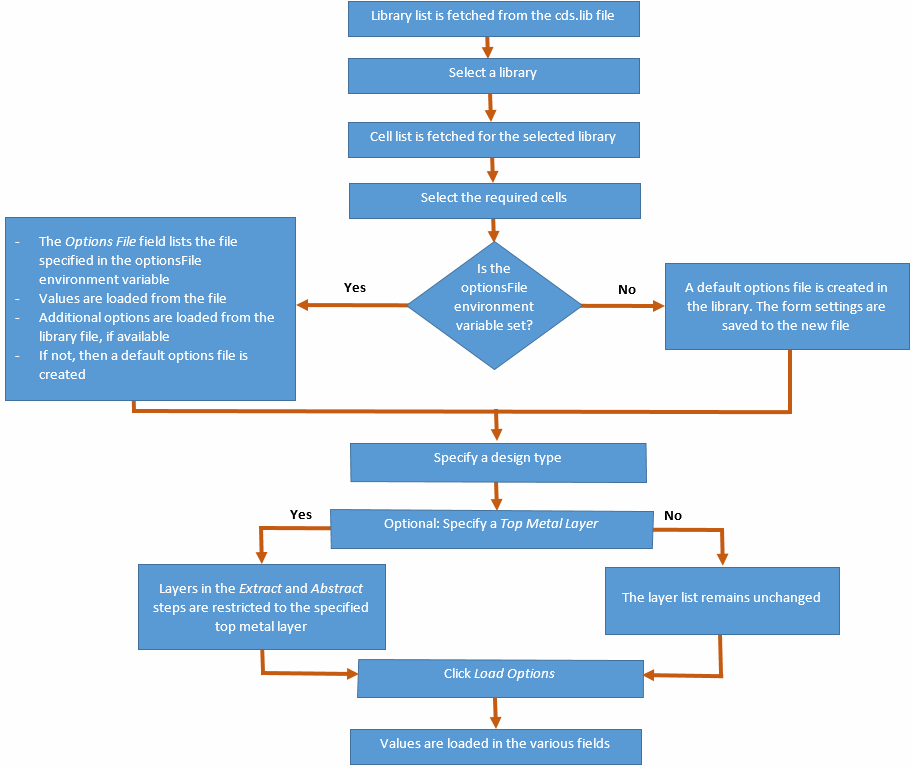 Library list is fetched from the cds.lib file
Select a library
Cell list is fetched for the selected library
Select the required cells
Is the
optionsFile
environment
variable set?
Yes
No
- The Options File field lists the file
specified in the optionsFile
environment variable
- Values are loaded from the file
- Additional options are loaded from the
library file, if available
- If not, then a default options file is
created
A default options file is created in
the library. The form settings are
saved to the new file
Specify a design type
Optional: Specify a Top Metal Layer
Yes
No
Layers in the Extract and Abstract
steps are restricted to the specified
top metal layer
The layer list remains unchanged
Click Load Options
Values are loaded in the various fields